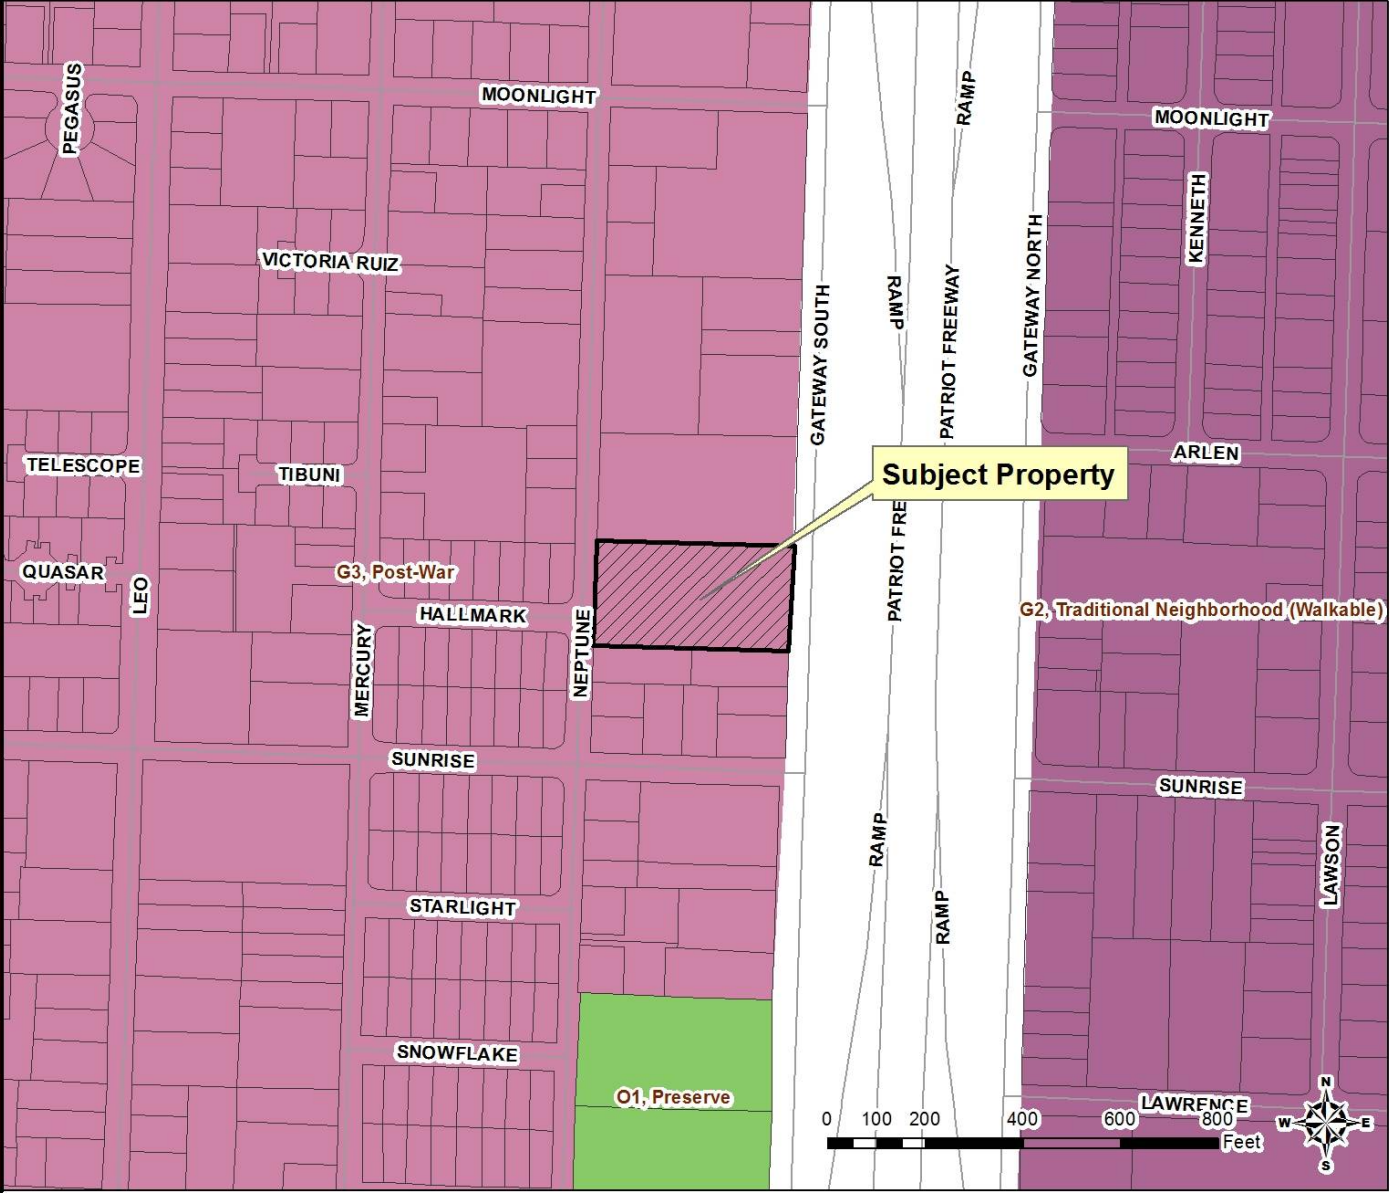 PEGASUS
MOONLIGHT
RAMP
MOONLIGHT
KENNETH
VICTORIA RUIZ
GATEWAY SOUTH
RAMP
PATRIOT FREEWAY
GATEWAY NORTH
TELESCOPE
TIBUNI
Subject Property
ARLEN
PATRIOT FRE
QUASAR
G3, Post-War
LEO
HALLMARK
NEPTUNE
MERCURY
G2, Traditional Neighborhood (Walkable)
SUNRISE
SUNRISE
RAMP
LAWSON
STARLIGHT
RAMP
SNOWFLAKE
O1, Preserve
LAWRENCE
0 100 200 400 600 800
Feet
N
W E
S